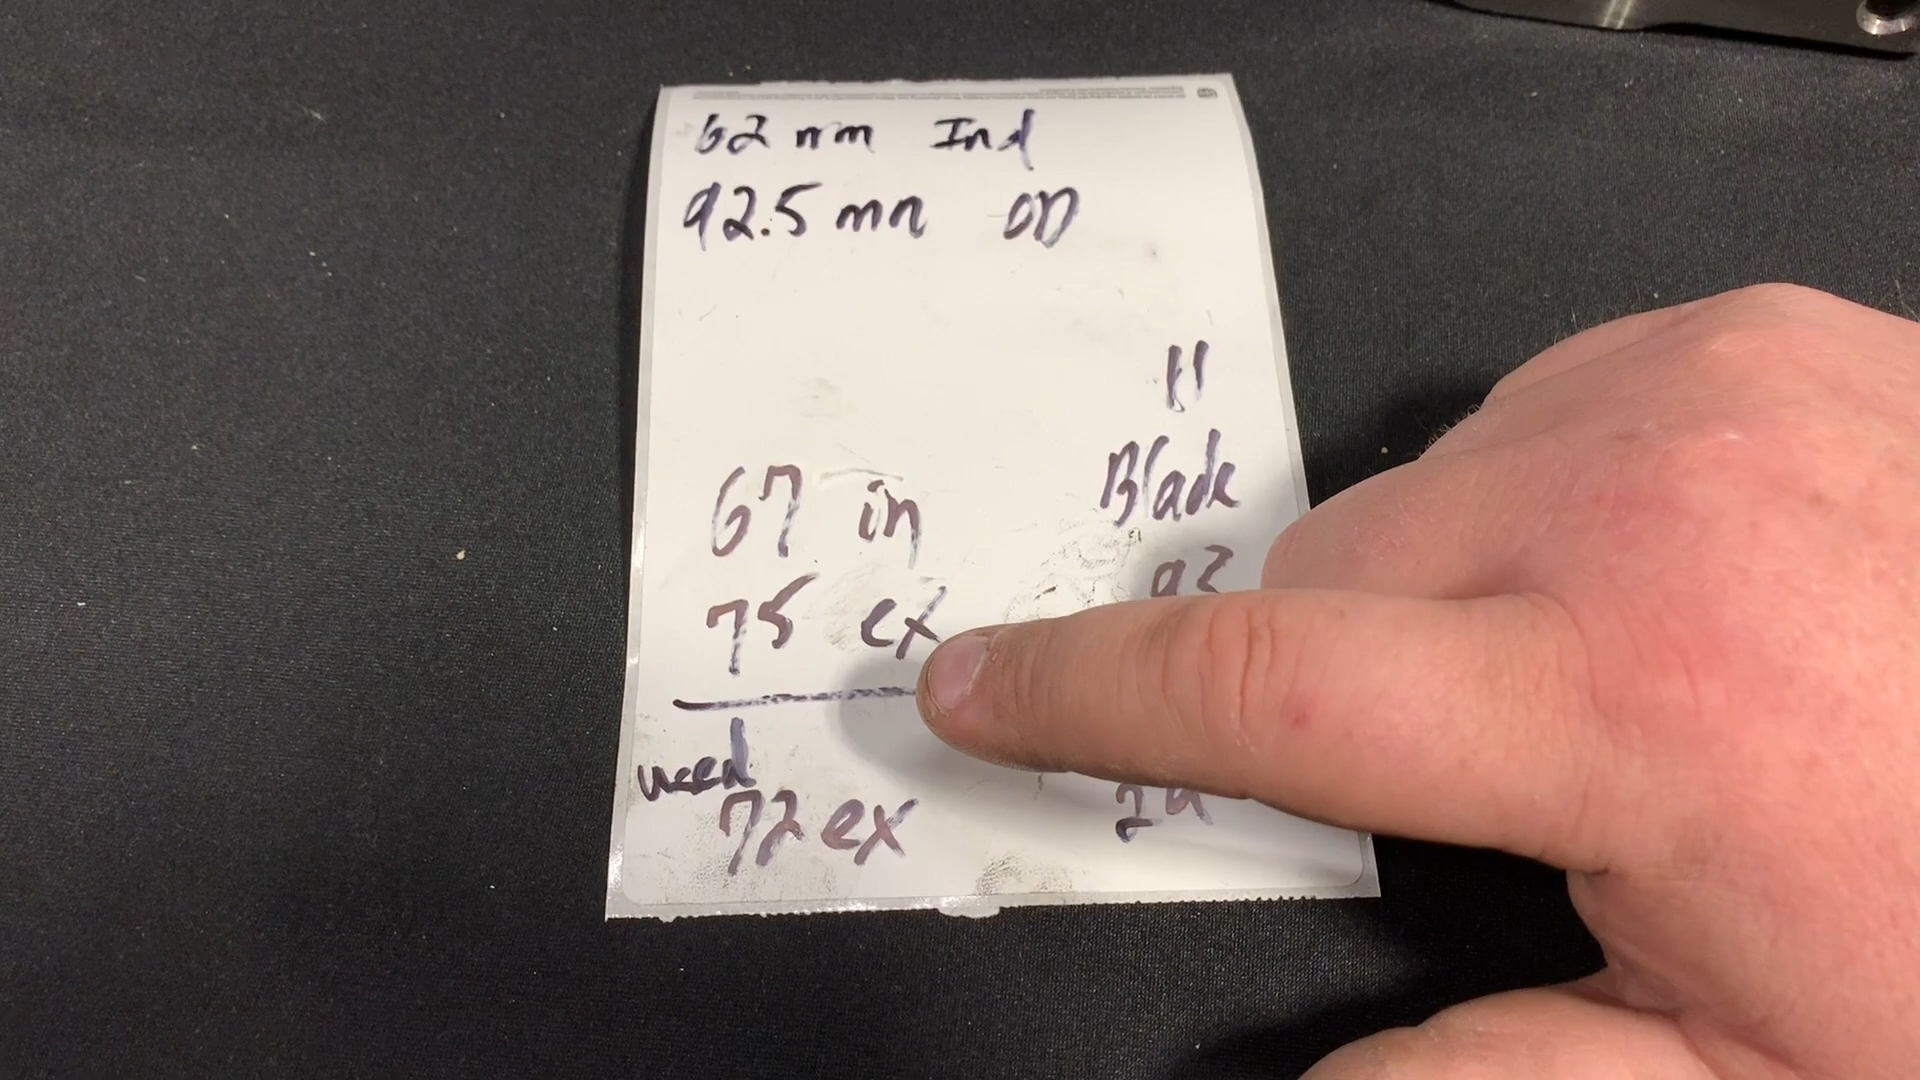 62 mm Ind
92.5 mm OD
11
Blade
67 in
75 ex
used
72 ex